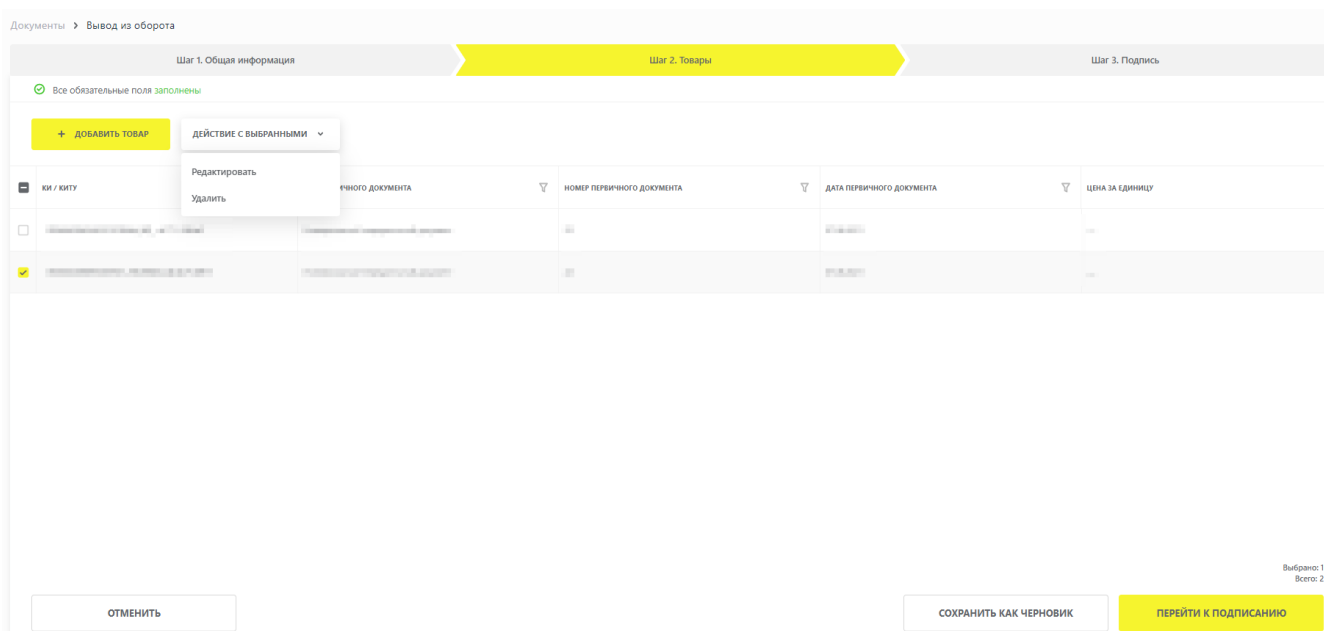 Документы > Вывод из оборота
Шаг 1. Общая информация
Шаг 2. Товары
Шаг 3. Подпись
Все обязательные поля заполнены
+ ДОБАВИТЬ ТОВАР
ДЕЙСТВИЕ С ВЫБРАННЫМИ
Редактировать
Удалить
КИ / КИТУ
ДОКУМЕНТА
НОМЕР ПЕРВИЧНОГО ДОКУМЕНТА
ДАТА ПЕРВИЧНОГО ДОКУМЕНТА
ЦЕНА ЗА ЕДИНИЦУ
Выбрано: 1
Всего: 2
ОТМЕНИТЬ
СОХРАНИТЬ КАК ЧЕРНОВИК
ПЕРЕЙТИ К ПОДПИСАНИЮ